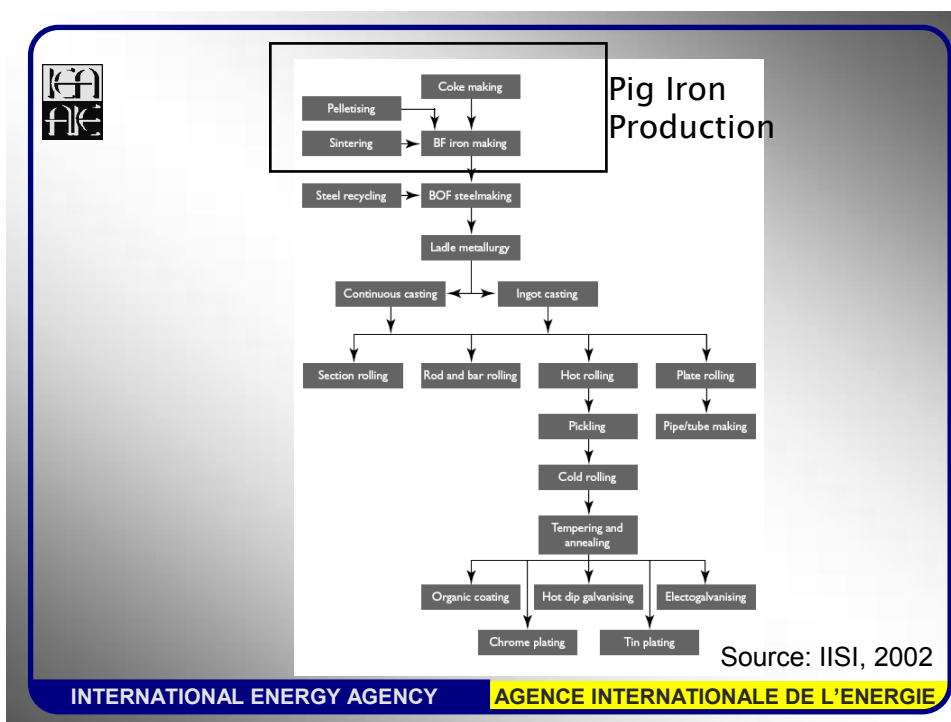 IEA
AIE
Coke making
Pig Iron
Production
Pelletising
Sintering
BF iron making
Steel recycling
BOF steelmaking
Ladle metallurgy
Continuous casting
Ingot casting
Section rolling
Rod and bar rolling
Hot rolling
Plate rolling
Pickling
Pipe/tube making
Cold rolling
Tempering and
annealing
Organic coating
Hot dip galvanising
Electogalvanising
Chrome plating
Tin plating
Source: IISI, 2002
INTERNATIONAL ENERGY AGENCY
AGENCE INTERNATIONALE DE L’ENERGIE